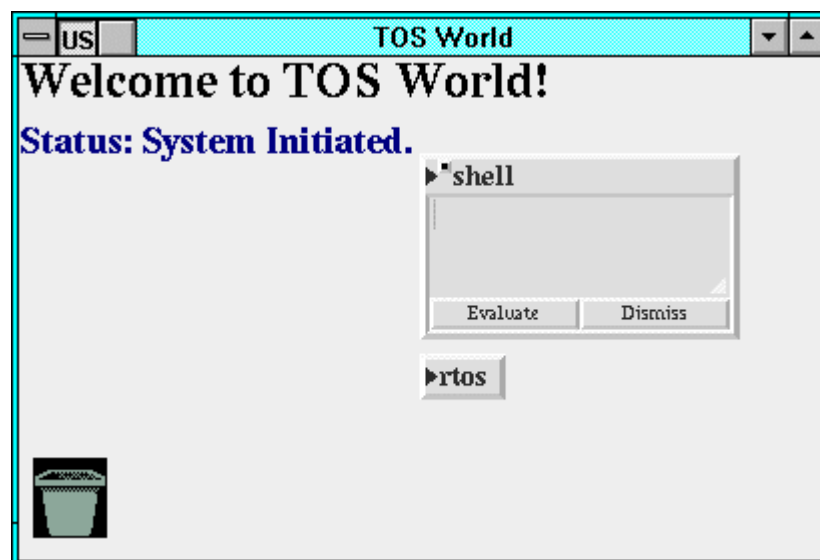 US TOS World
Welcome to TOS World!
Status: System Initiated.
shell
Evaluate Dismiss
rtos